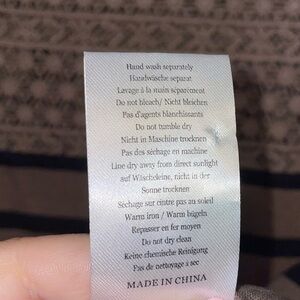 Hand wash separately
Handwäsche separat
Lavage à la main séparément
Do not bleach/ Nicht bleichen
Pas d'agents blanchissants
Do not tumble dry
Nicht in Maschine trocknen
Pas des séchage en machine
Line dry away from direct sunlight
auf Wäscheleine, nicht in der
Sonne trocknen
Séchage sur cintre pas au soleil
Warm iron / Warm bügeln
Repasser en fer moyen
Do not dry clean
Keine chemische Reinigung
Pas de nettoyage à sec
MADE IN CHINA